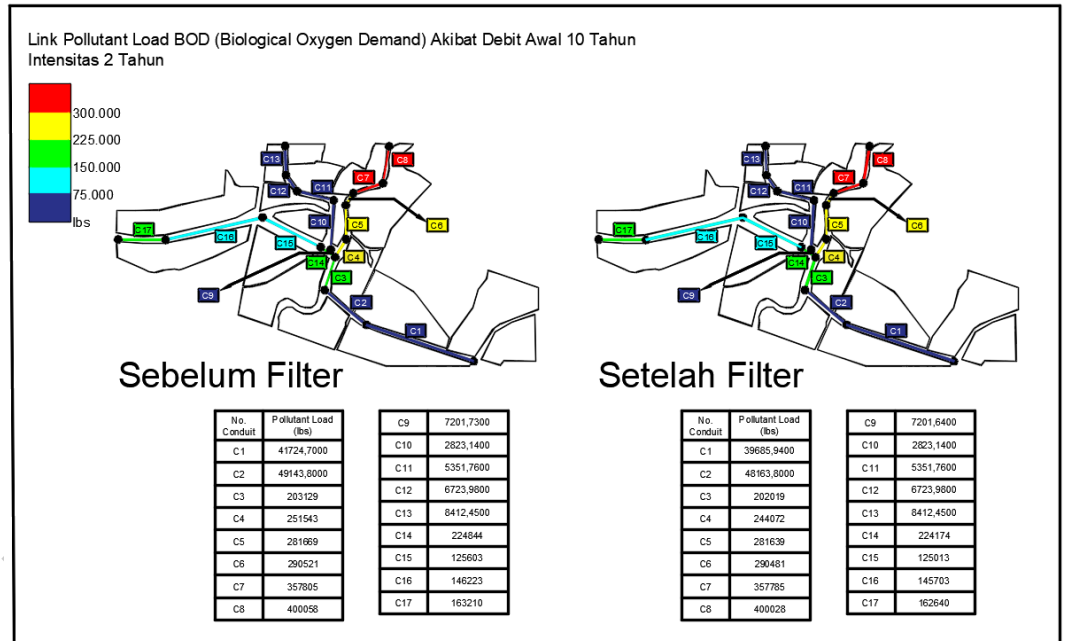 Link Pollutant Load BOD (Biological Oxygen Demand) Akibat Debit Awal 10 Tahun
Intensitas 2 Tahun
300.000
225.000
150.000
75.000
lbs
C13
C8
C7
C12
C11
C10
C5
C6
C17
C16
C15
C14
C4
C3
C9
C2
C1
Sebelum Filter
C13
C8
C7
C12
C11
C10
C5
C6
C17
C16
C15
C14
C4
C3
C9
C2
C1
Setelah Filter
No. Conduit Pollutant Load (lbs)
C1 41724,7000
C2 49143,8000
C3 203129
C4 251543
C5 281669
C6 290521
C7 357805
C8 400058
C9 7201,7300
C10 2823,1400
C11 5351,7600
C12 6723,9800
C13 8412,4500
C14 224844
C15 125603
C16 146223
C17 163210
No. Conduit Pollutant Load (lbs)
C1 39685,9400
C2 48163,8000
C3 202019
C4 244072
C5 281639
C6 290481
C7 357785
C8 400028
C9 7201,6400
C10 2823,1400
C11 5351,7600
C12 6723,9800
C13 8412,4500
C14 224174
C15 125013
C16 145703
C17 162640